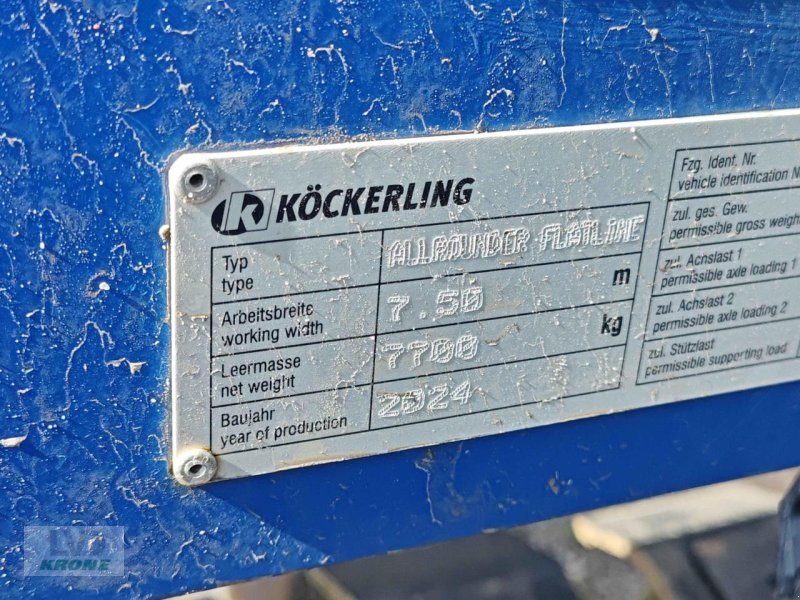 KÖCKERLING
Typ
type
ALLROUNDER FLATLINE
Arbeitsbreite
working width
7.50 m
Leermasse
net weight
7700 kg
Baujahr
year of production
2024
Fzg. Ident. Nr.
vehicle identification N
zul. ges. Gew.
permissible gross weigh
zul. Achslast 1
permissible axle loading 1
zul. Achslast 2
permissible axle loading 2
zul. Stützlast
permissible supporting load
LVA
KRONE